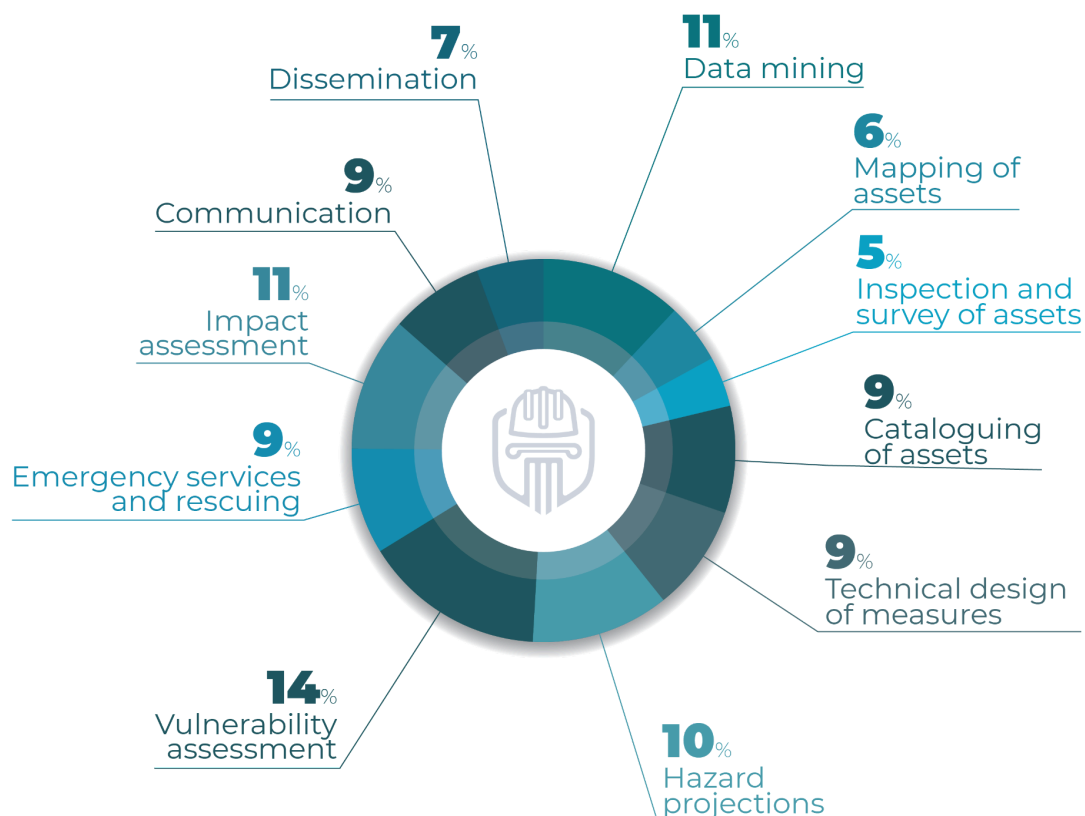 7%
Dissemination
11%
Data mining
6%
Mapping of
assets
9%
Communication
5%
Inspection and
survey of assets
11%
Impact
assessment
9%
Cataloguing
of assets
9%
Emergency services
and rescuing
9%
Technical design
of measures
14%
Vulnerability
assessment
10%
Hazard
projections